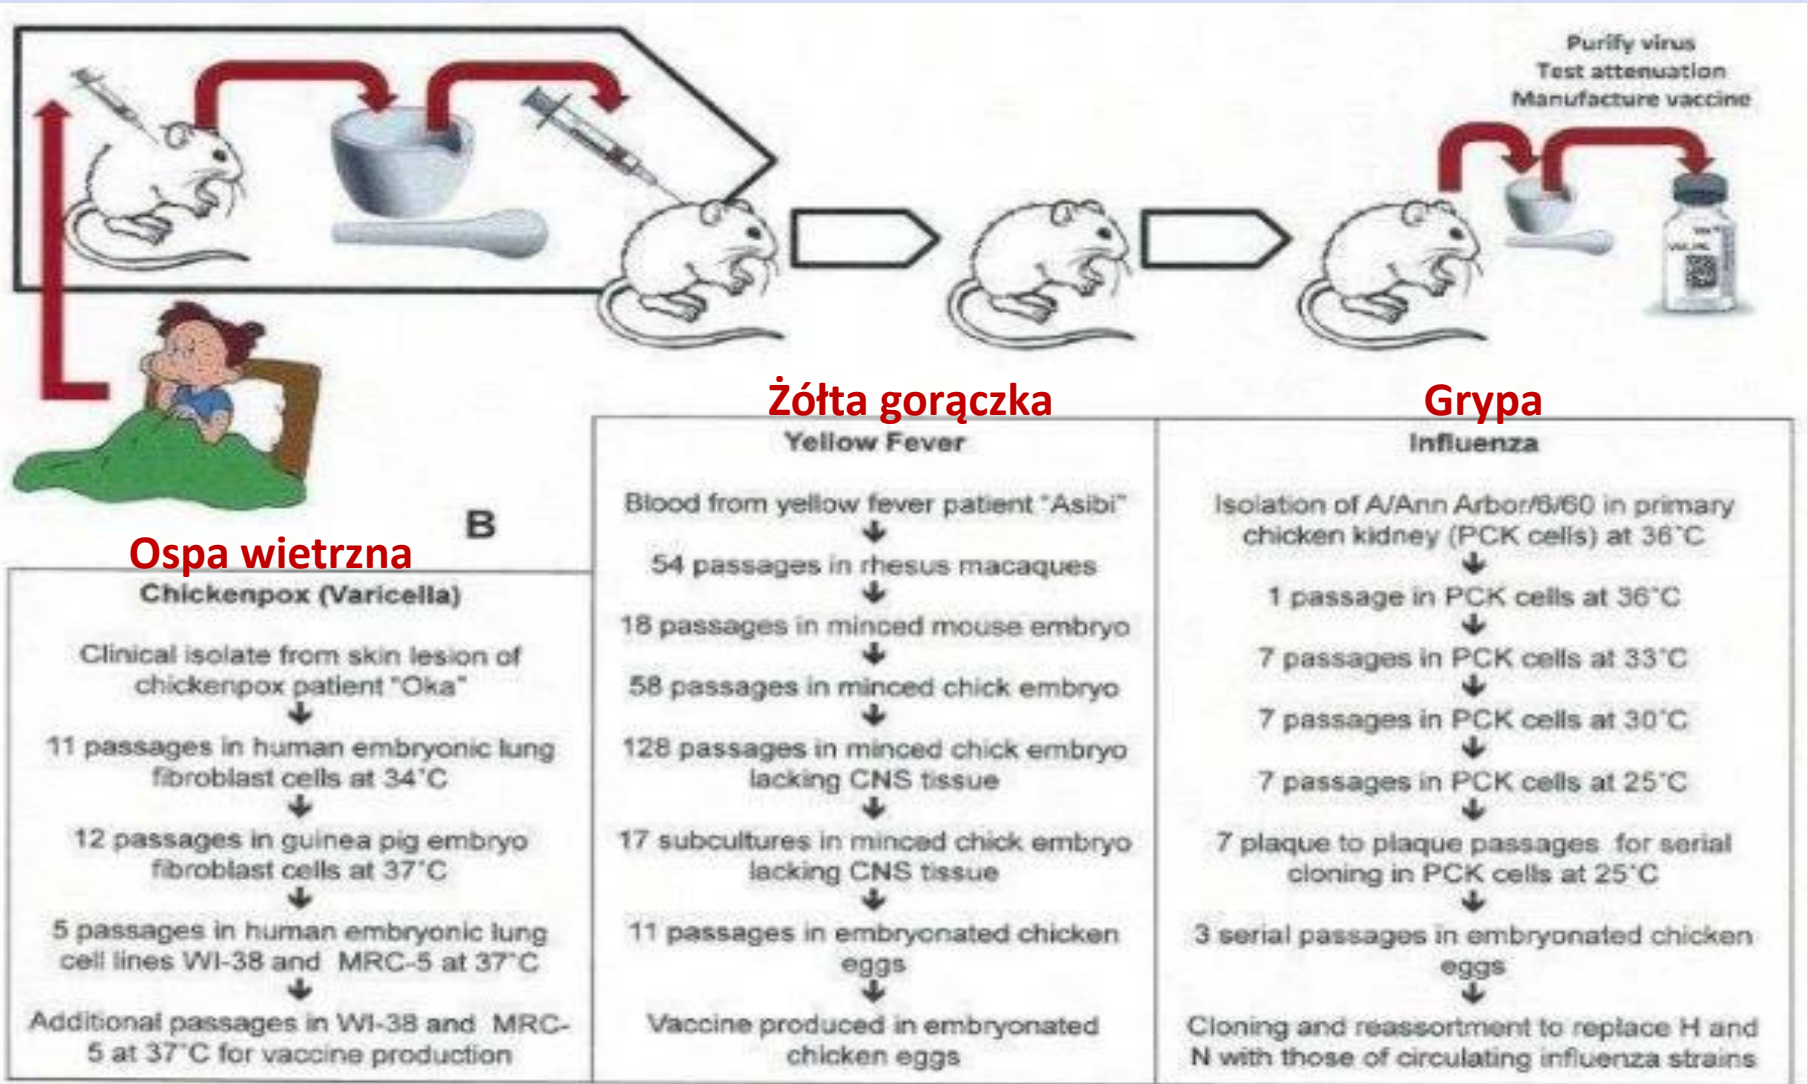 Purify virus
Test attenuation
Manufacture vaccine
B
Ospa wietrzna
Chickenpox (Varicella)
Clinical isolate from skin lesion of
chickenpox patient "Oka"
11 passages in human embryonic lung
fibroblast cells at 34°C
12 passages in guinea pig embryo
fibroblast cells at 37°C
5 passages in human embryonic lung
cell lines WI-38 and MRC-5 at 37°C
Additional passages in WI-38 and MRC-
5 at 37°C for vaccine production
Żółta gorączka
Yellow Fever
Blood from yellow fever patient "Asibi"
54 passages in rhesus macaques
18 passages in minced mouse embryo
58 passages in minced chick embryo
128 passages in minced chick embryo
lacking CNS tissue
17 subcultures in minced chick embryo
lacking CNS tissue
11 passages in embryonated chicken
eggs
Vaccine produced in embryonated
chicken eggs
Grypa
Influenza
Isolation of A/Ann Arbor/6/60 in primary
chicken kidney (PCK cells) at 36°C
1 passage in PCK cells at 36°C
7 passages in PCK cells at 33°C
7 passages in PCK cells at 30°C
7 passages in PCK cells at 25°C
7 plaque to plaque passages for serial
cloning in PCK cells at 25°C
3 serial passages in embryonated chicken
eggs
Cloning and reassortment to replace H and
N with those of circulating influenza strains